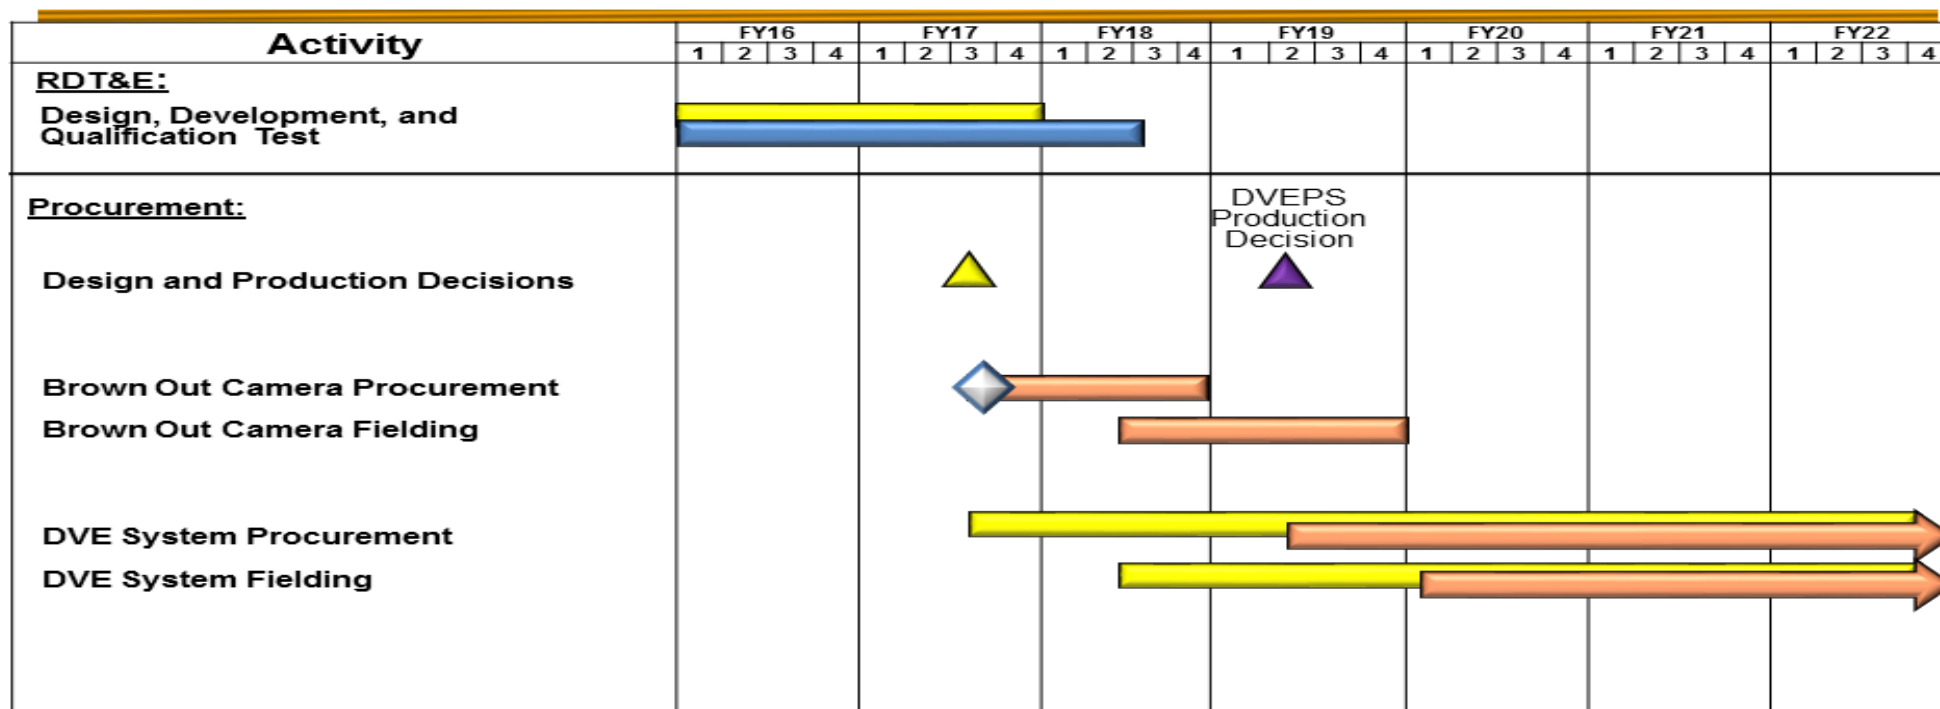 Activity
FY16 FY17 FY18 FY19 FY20 FY21 FY22
1 2 3 4 1 2 3 4 1 2 3 4 1 2 3 4 1 2 3 4 1 2 3 4 1 2 3 4
RDT&E:
Design, Development, and
Qualification Test
Procurement:
DVEPS
Production
Decision
Design and Production Decisions
Brown Out Camera Procurement
Brown Out Camera Fielding
DVE System Procurement
DVE System Fielding